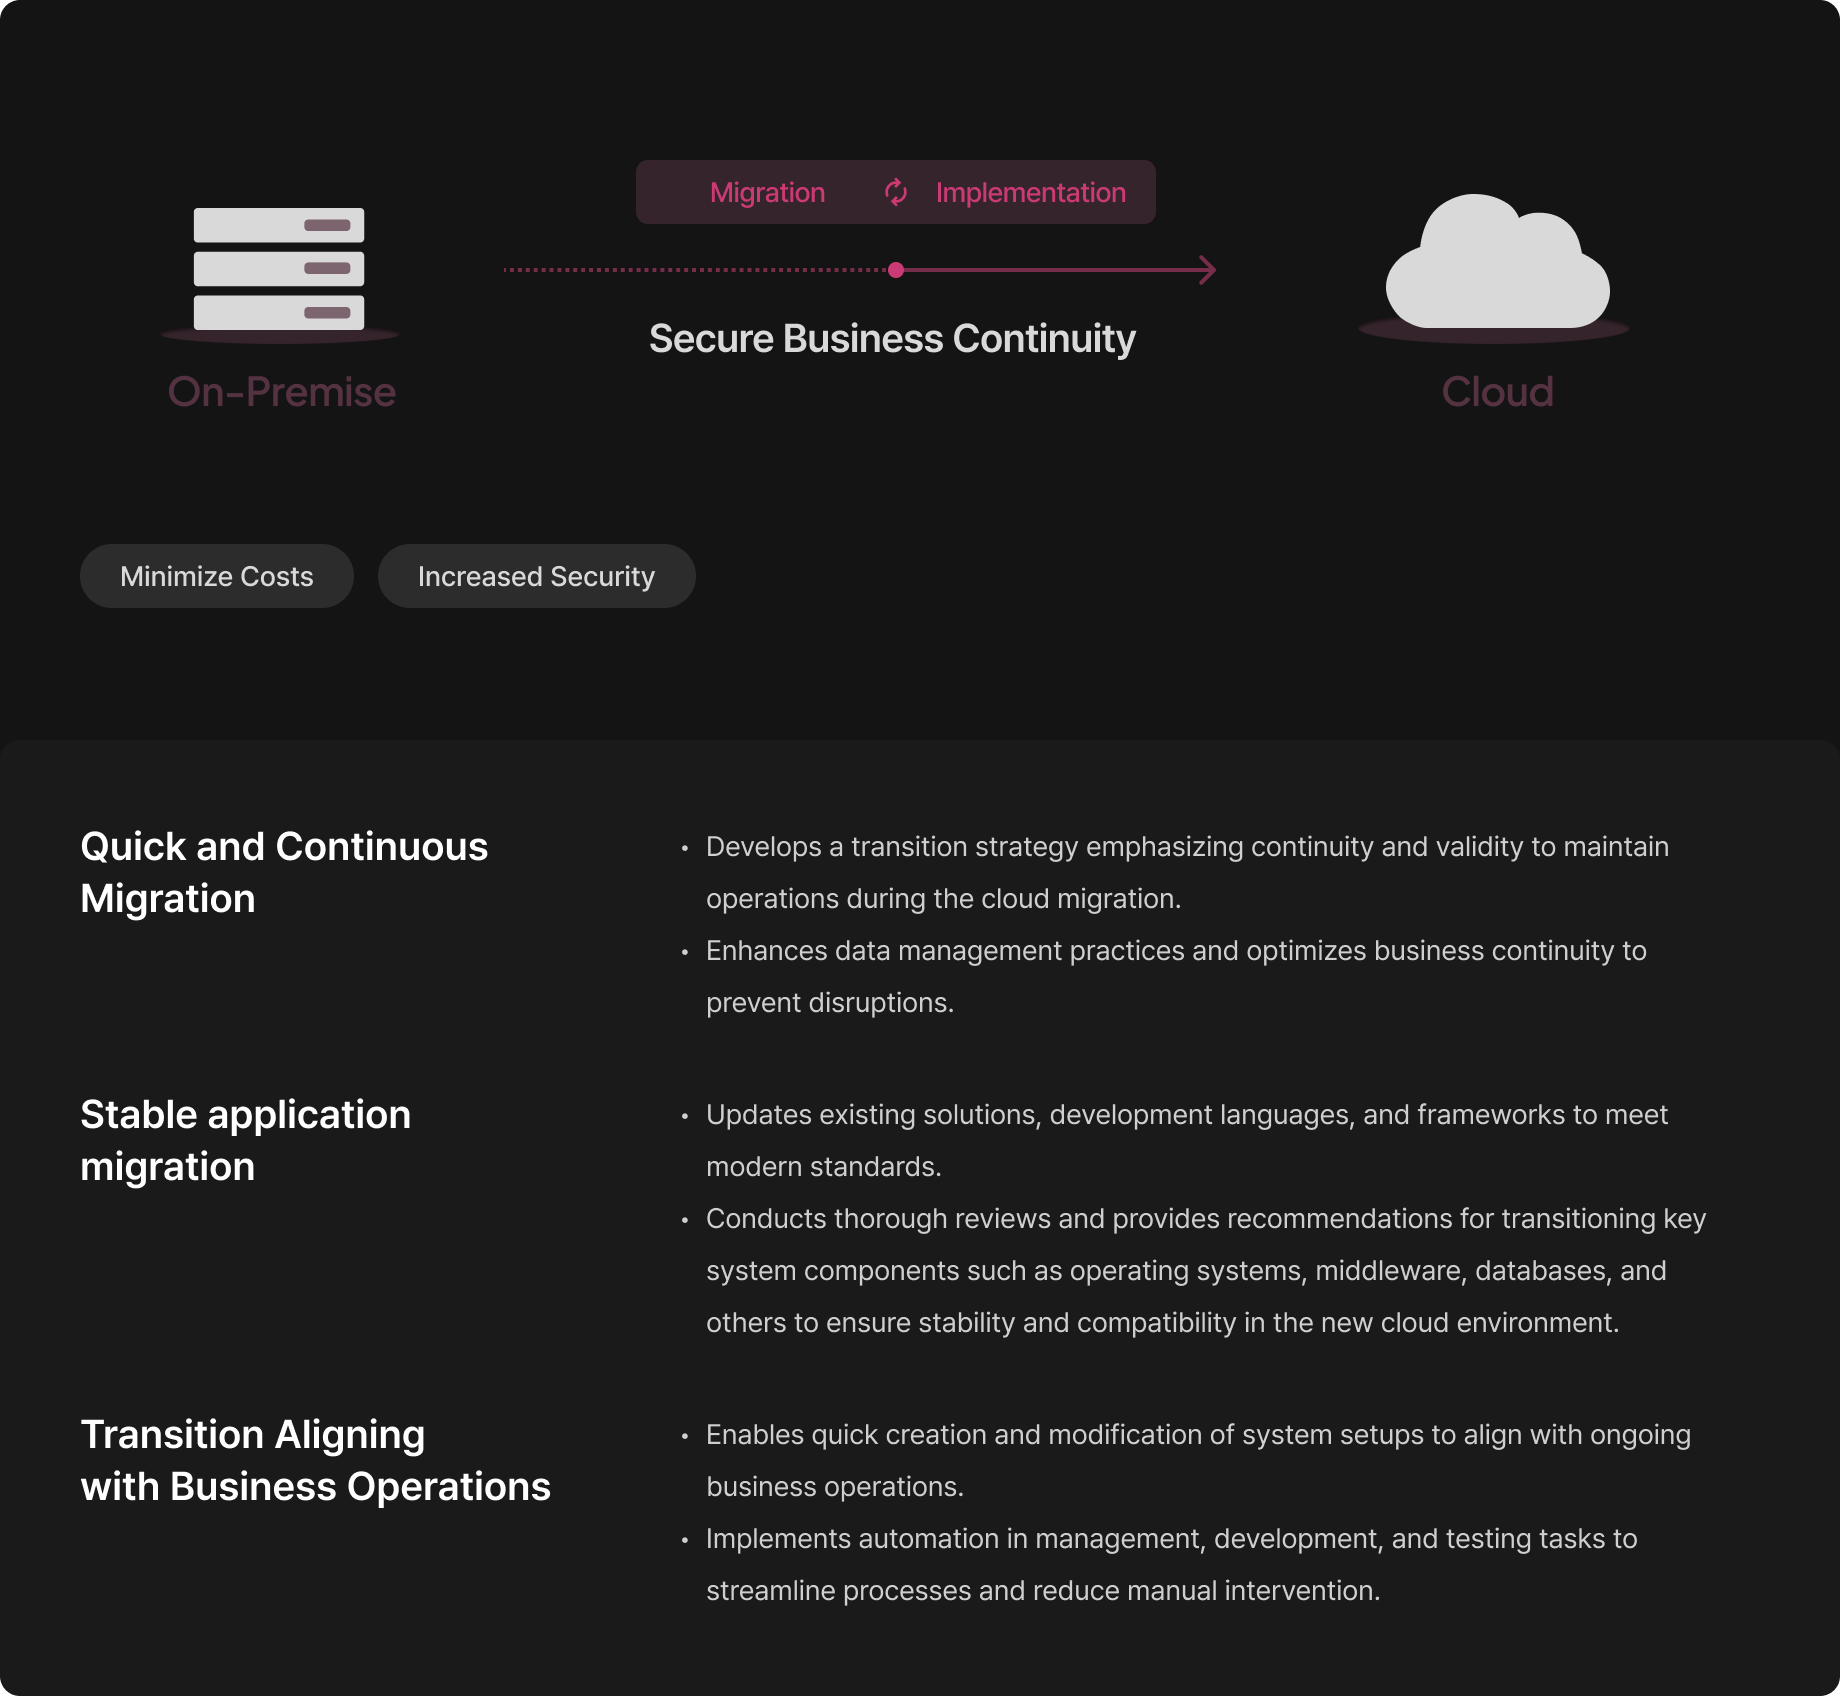 Migration Implementation
Secure Business Continuity
On-Premise
Cloud
Minimize Costs
Increased Security
Quick and Continuous
Migration
• Develops a transition strategy emphasizing continuity and validity to maintain
operations during the cloud migration.
• Enhances data management practices and optimizes business continuity to
prevent disruptions.
Stable application
migration
• Updates existing solutions, development languages, and frameworks to meet
modern standards.
• Conducts thorough reviews and provides recommendations for transitioning key
system components such as operating systems, middleware, databases, and
others to ensure stability and compatibility in the new cloud environment.
Transition Aligning
with Business Operations
• Enables quick creation and modification of system setups to align with ongoing
business operations.
• Implements automation in management, development, and testing tasks to
streamline processes and reduce manual intervention.